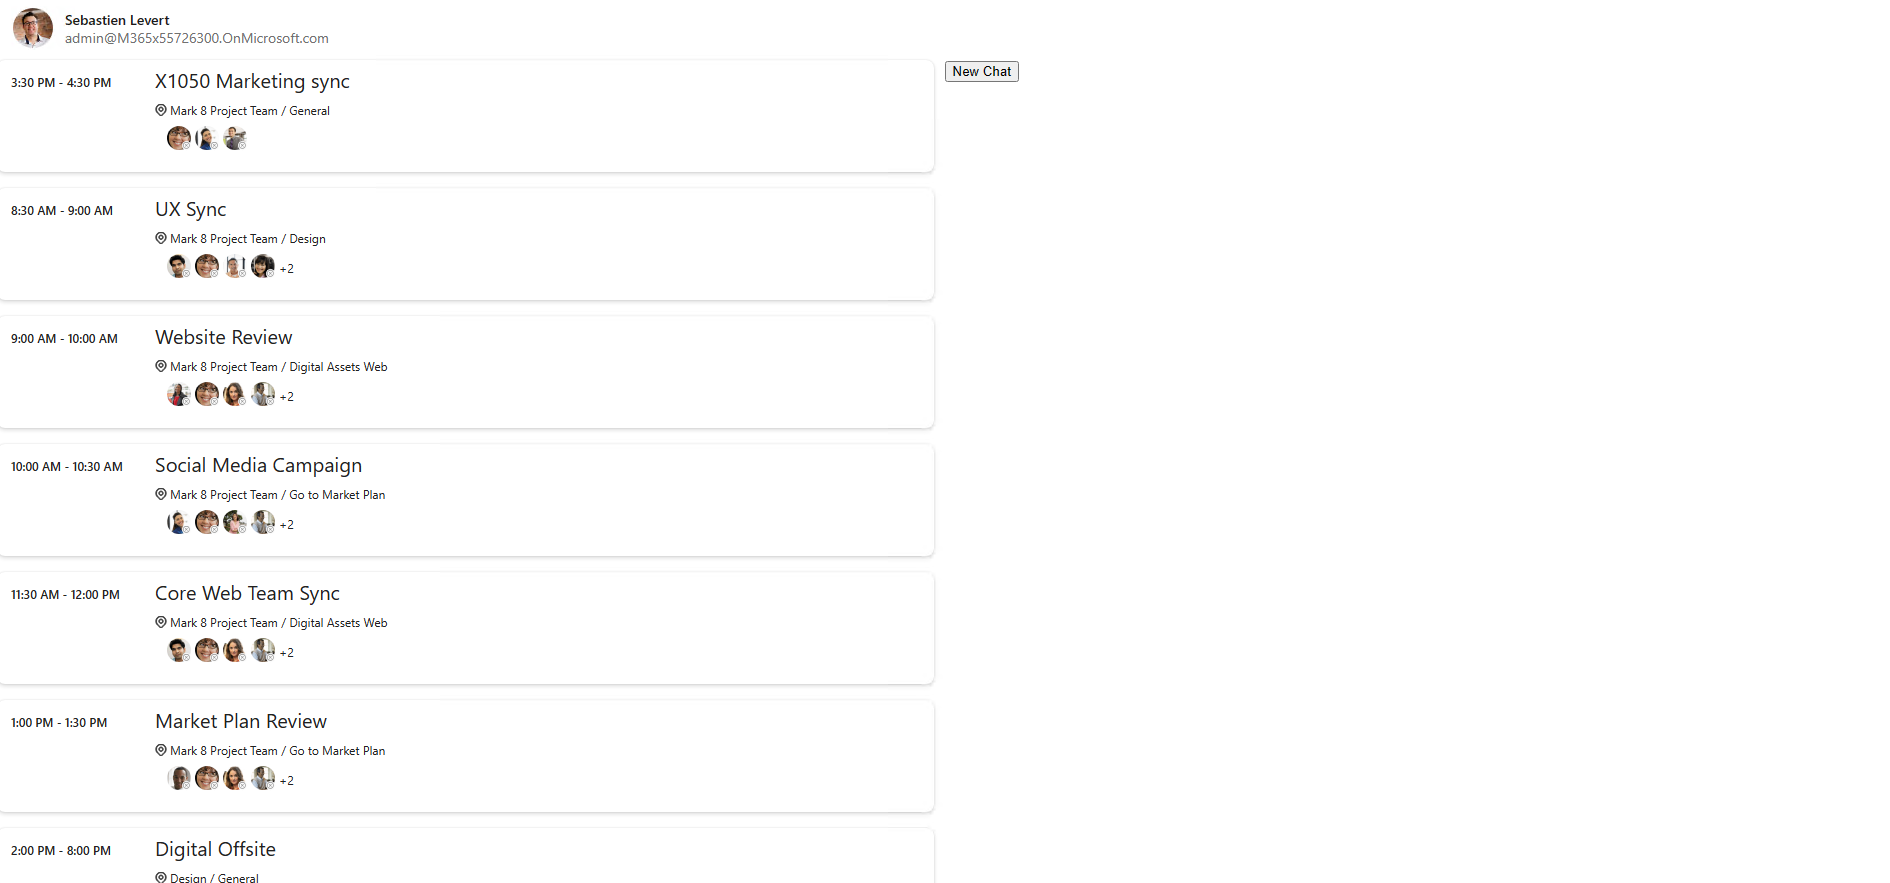 Sebastien Levert
admin@M365x55726300.OnMicrosoft.com
New Chat
3:30 PM - 4:30 PM
X1050 Marketing sync
Mark 8 Project Team / General
8:30 AM - 9:00 AM
UX Sync
Mark 8 Project Team / Design
+2
9:00 AM - 10:00 AM
Website Review
Mark 8 Project Team / Digital Assets Web
+2
10:00 AM - 10:30 AM
Social Media Campaign
Mark 8 Project Team / Go to Market Plan
+2
11:30 AM - 12:00 PM
Core Web Team Sync
Mark 8 Project Team / Digital Assets Web
+2
1:00 PM - 1:30 PM
Market Plan Review
Mark 8 Project Team / Go to Market Plan
+2
2:00 PM - 8:00 PM
Digital Offsite
Design / General